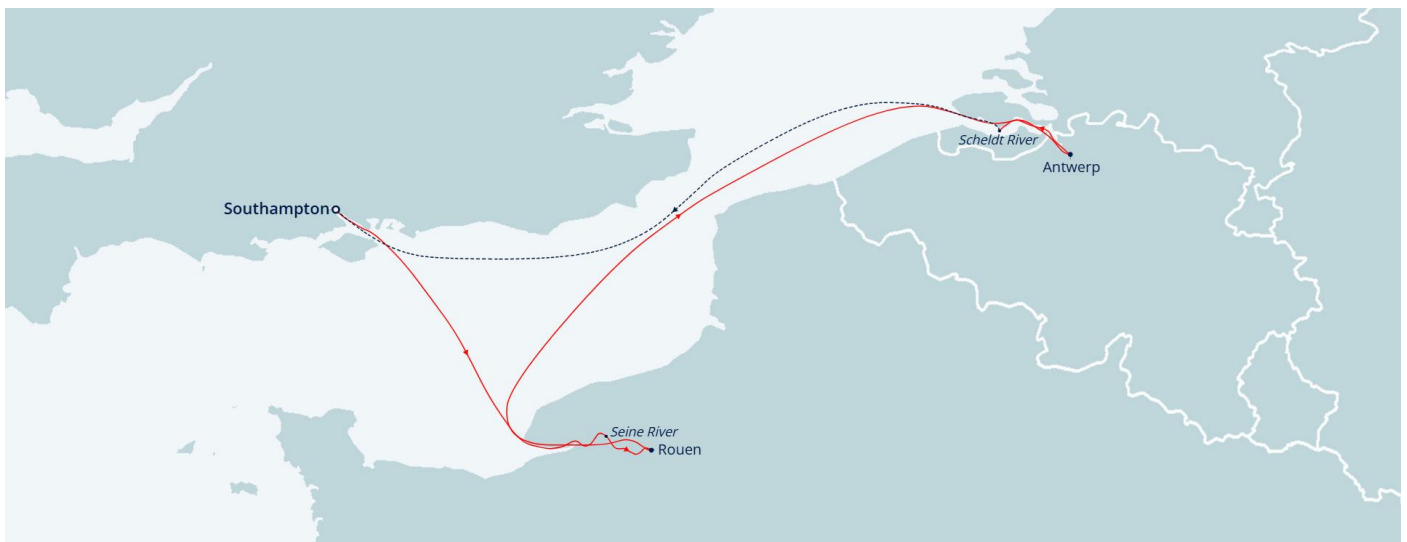 Scheldt River
Antwerp
Southampton
Seine River
Rouen